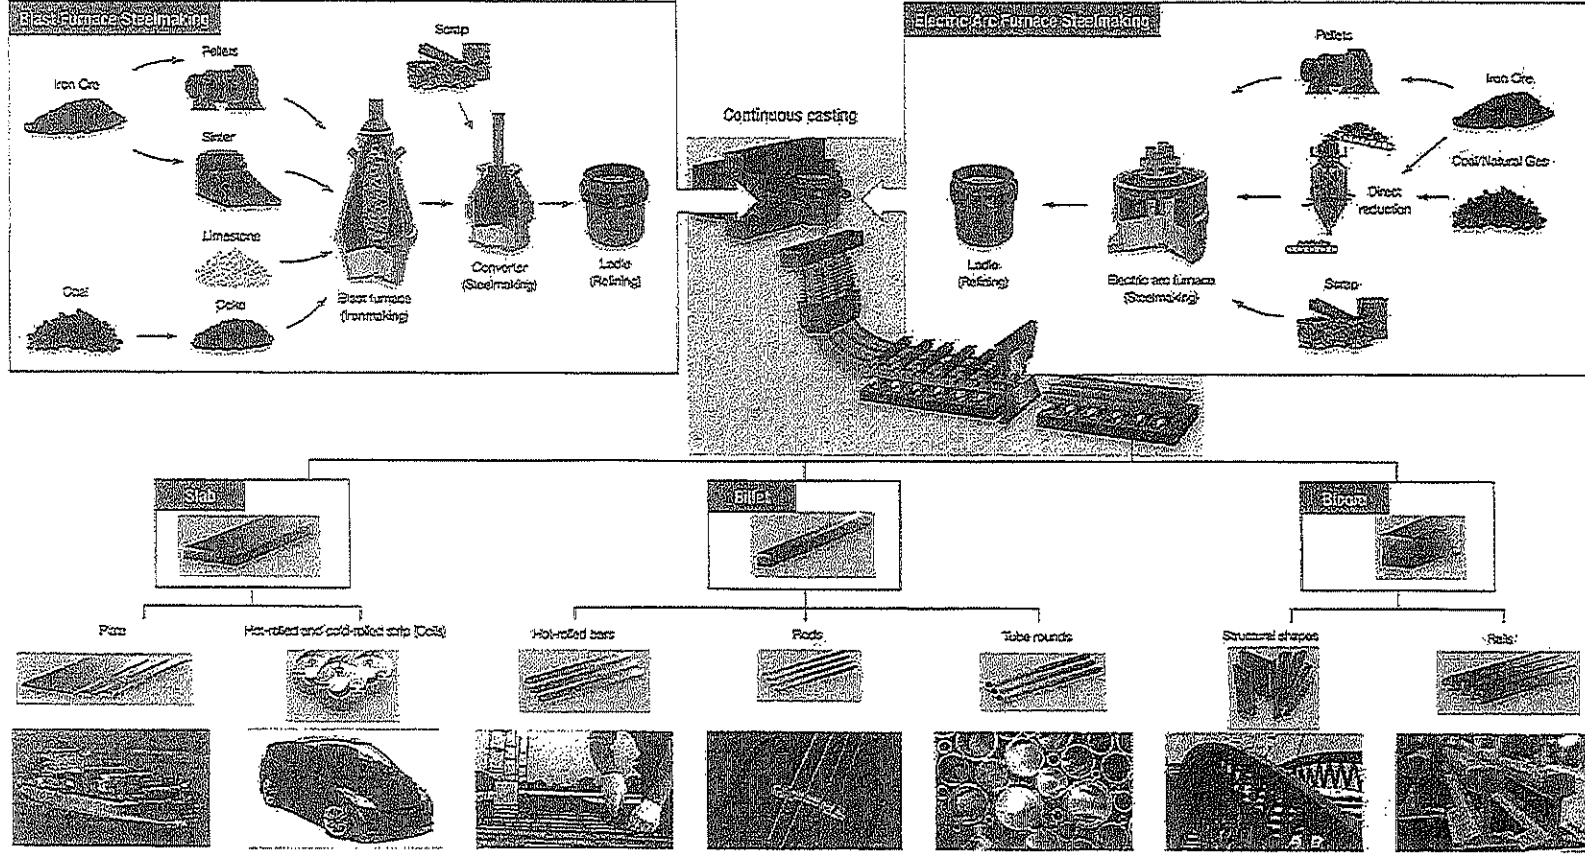 Blast Furnace Steelmaking
Scrap
Pellets
Iron Ore
Sinter
Limestone
Coal
Coke
Blast furnace
(Ironmaking)
Converter
(Steelmaking)
Ladle
(Refining)
Continuous casting
Electric Arc Furnace Steelmaking
Pellets
Iron Ore
Coal/Natural Gas
Direct
reduction
Ladle
(Refining)
Electric arc furnace
(Steelmaking)
Scrap
Slab
Billet
Bloom
Plate
Hot-rolled and cold-rolled strip (Coils)
Hot-rolled bars
Rods
Tube rounds
Structural shapes
Rails